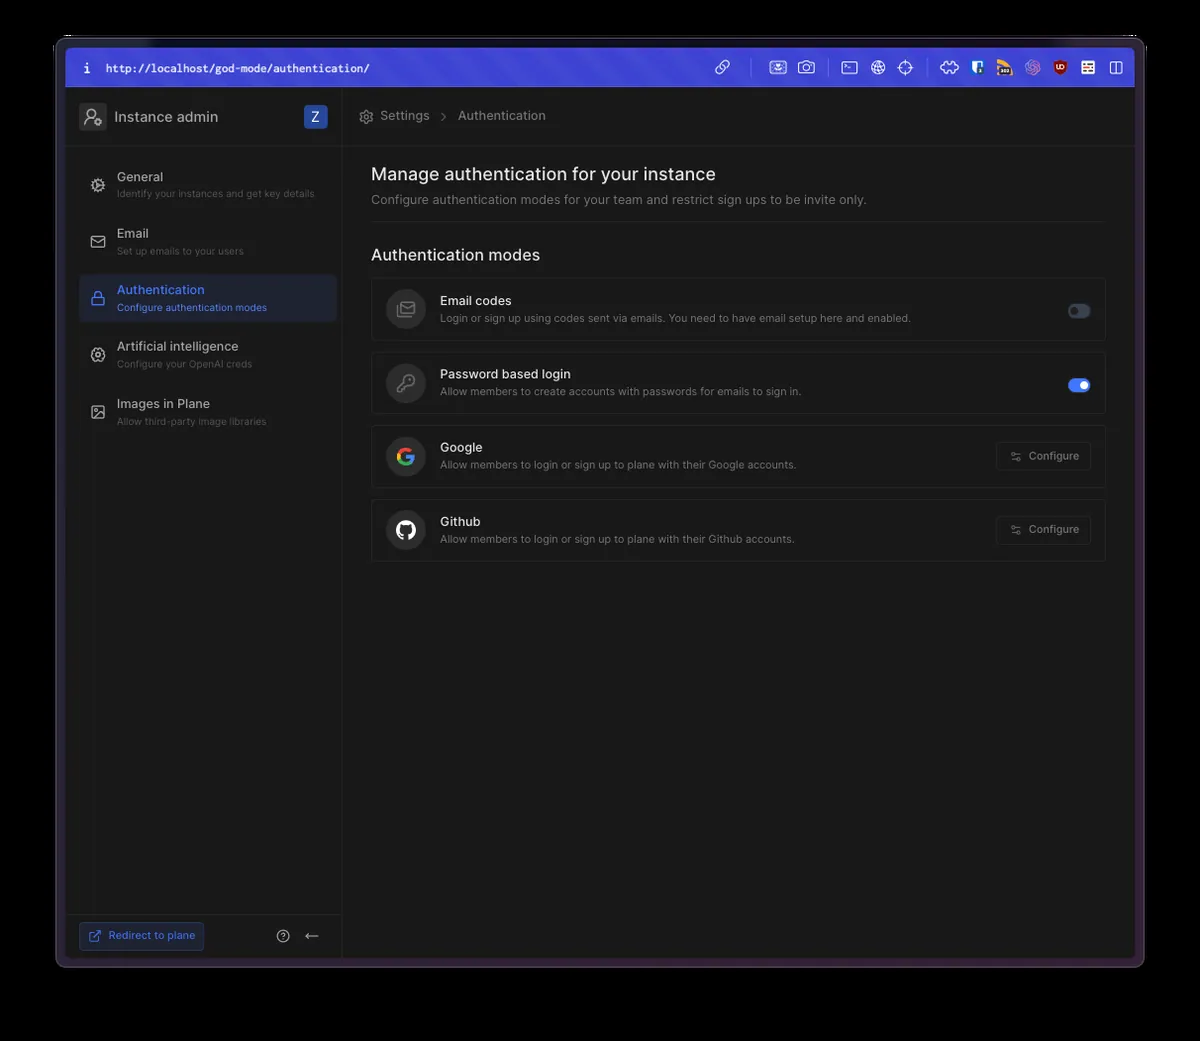 i http://localhost/god-mode/authentication/
Instance admin
Z
Settings > Authentication
General
Identify your instances and get key details
Email
Set up emails to your users
Authentication
Configure authentication modes
Artificial intelligence
Configure your OpenAI creds
Images in Plane
Allow third-party image libraries
Redirect to plane
Manage authentication for your instance
Configure authentication modes for your team and restrict sign ups to be invite only.
Authentication modes
Email codes
Login or sign up using codes sent via emails. You need to have email setup here and enabled.
Password based login
Allow members to create accounts with passwords for emails to sign in.
Google
Allow members to login or sign up to plane with their Google accounts.
Configure
Github
Allow members to login or sign up to plane with their Github accounts.
Configure